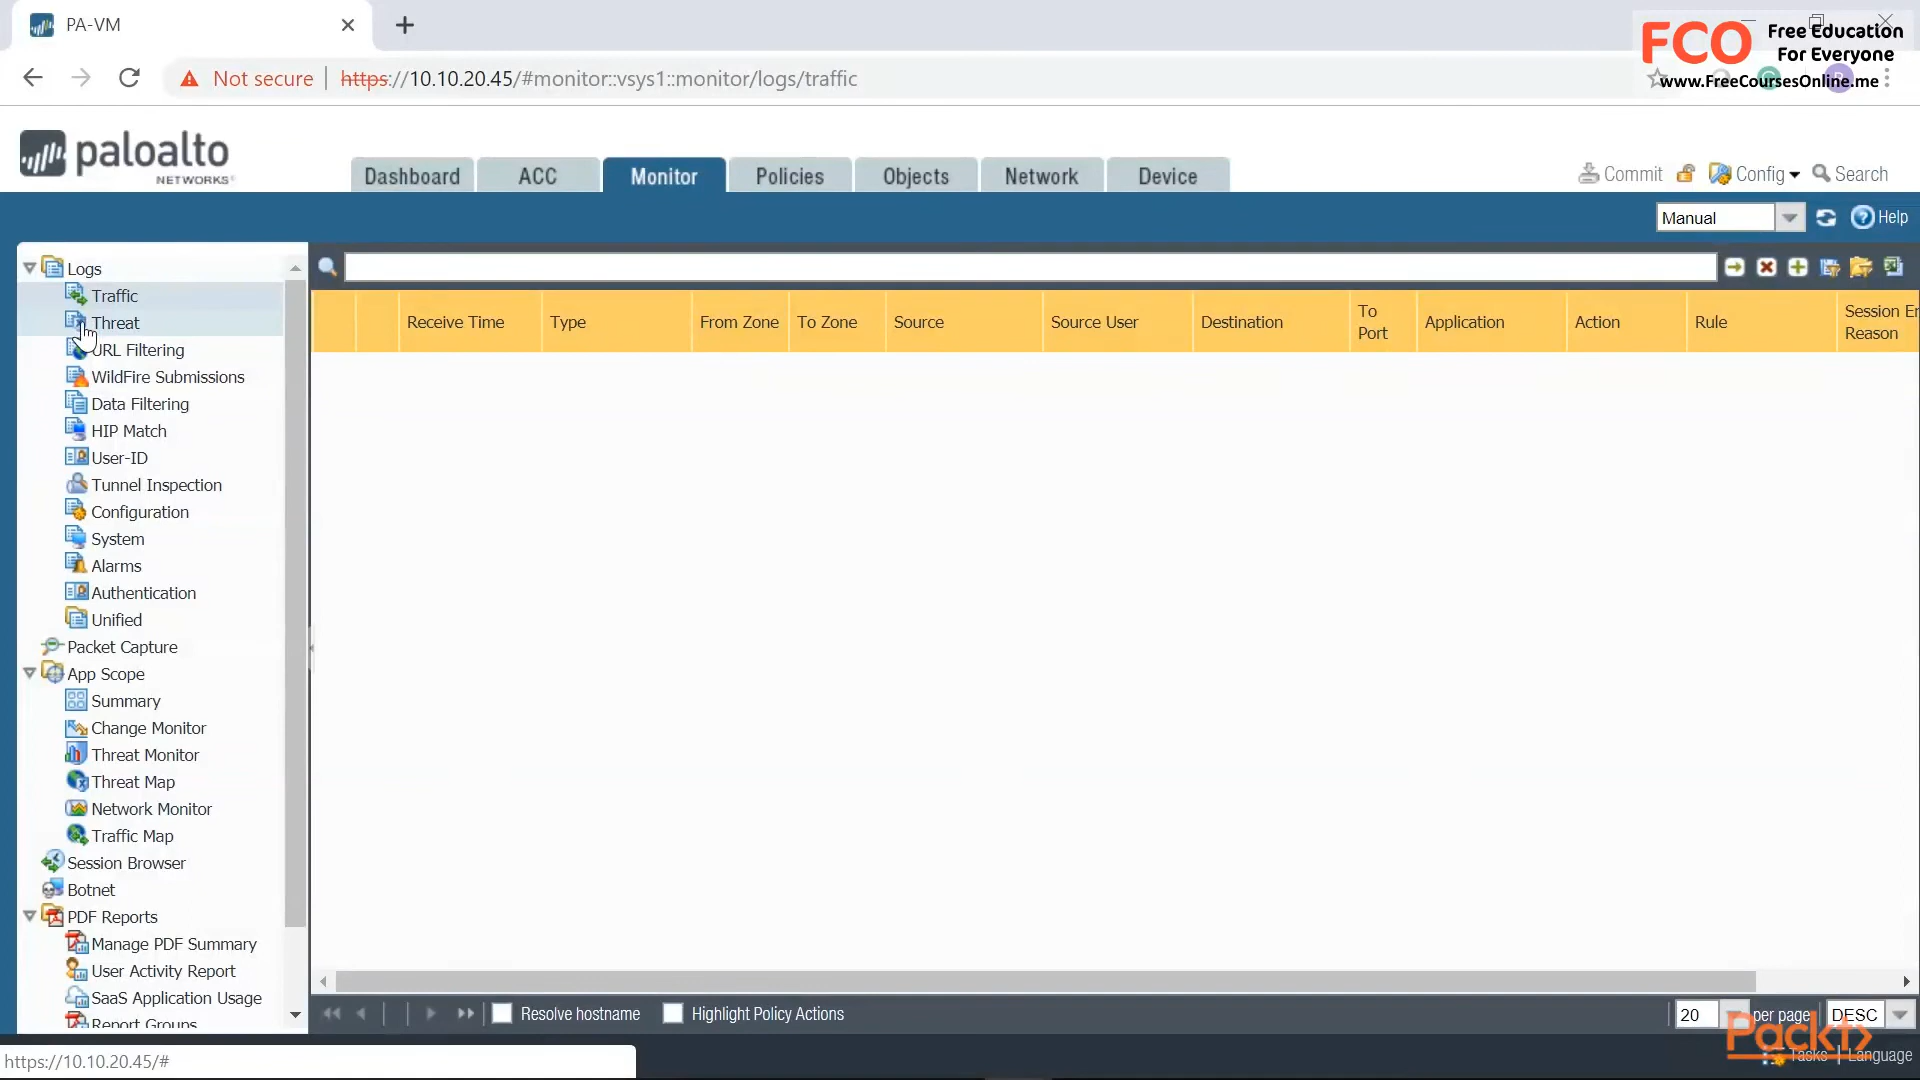 PA-VM
FCO Free Education
For Everyone
www.FreeCoursesOnline.me
Not secure https://10.10.20.45/#monitor::vsys1::monitor/logs/traffic
paloalto
NETWORKS
Dashboard ACC Monitor Policies Objects Network Device
Commit Config Search
Manual Help
Logs
Traffic
Threat
URL Filtering
WildFire Submissions
Data Filtering
HIP Match
User-ID
Tunnel Inspection
Configuration
System
Alarms
Authentication
Unified
Packet Capture
App Scope
Summary
Change Monitor
Threat Monitor
Threat Map
Network Monitor
Traffic Map
Session Browser
Botnet
PDF Reports
Manage PDF Summary
User Activity Report
SaaS Application Usage
Report Groups
Receive Time Type From Zone To Zone Source Source User Destination To Port Application Action Rule Session En Reason
Resolve hostname Highlight Policy Actions 20 per page DESC
Packt
Tasks Language
https://10.10.20.45/#